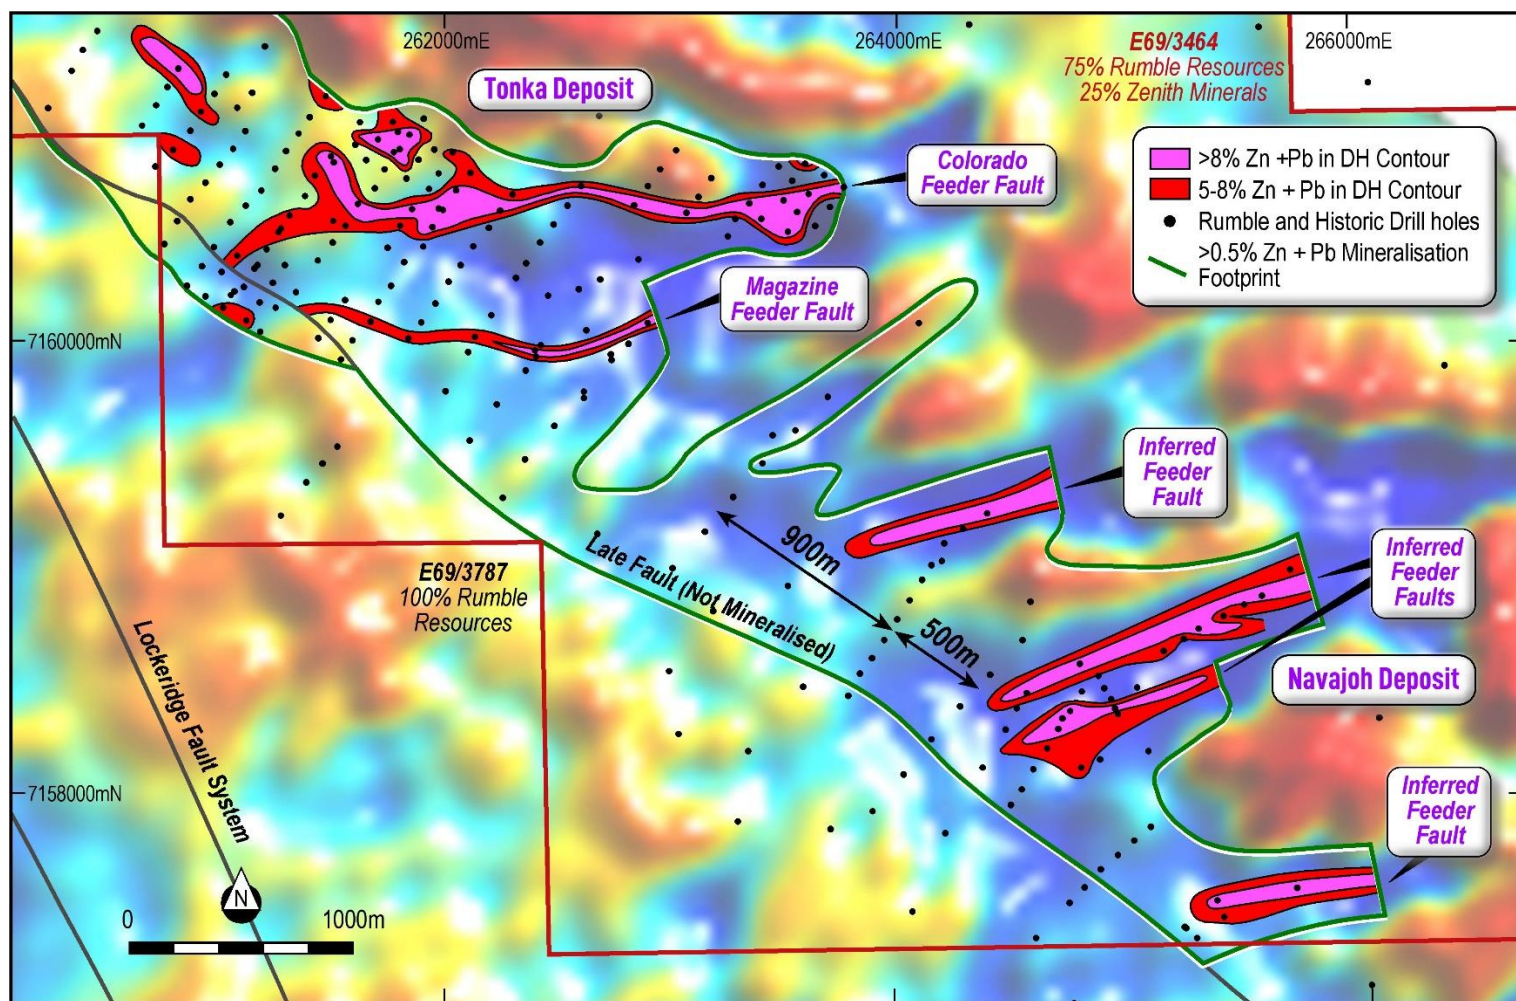 262000mE
264000mE
266000mE
E69/3464
75% Rumble Resources
25% Zenith Minerals
Tonka Deposit
Colorado
Feeder Fault
>8% Zn +Pb in DH Contour
5-8% Zn + Pb in DH Contour
Rumble and Historic Drill holes
>0.5% Zn + Pb Mineralisation
Footprint
Magazine
Feeder Fault
7160000mN
Inferred
Feeder
Fault
900m
Late Fault (Not Mineralised)
E69/3787
100% Rumble
Resources
Inferred
Feeder
Faults
500m
Navajoh Deposit
Lockeridge Fault System
7158000mN
Inferred
Feeder
Fault
N
0
1000m